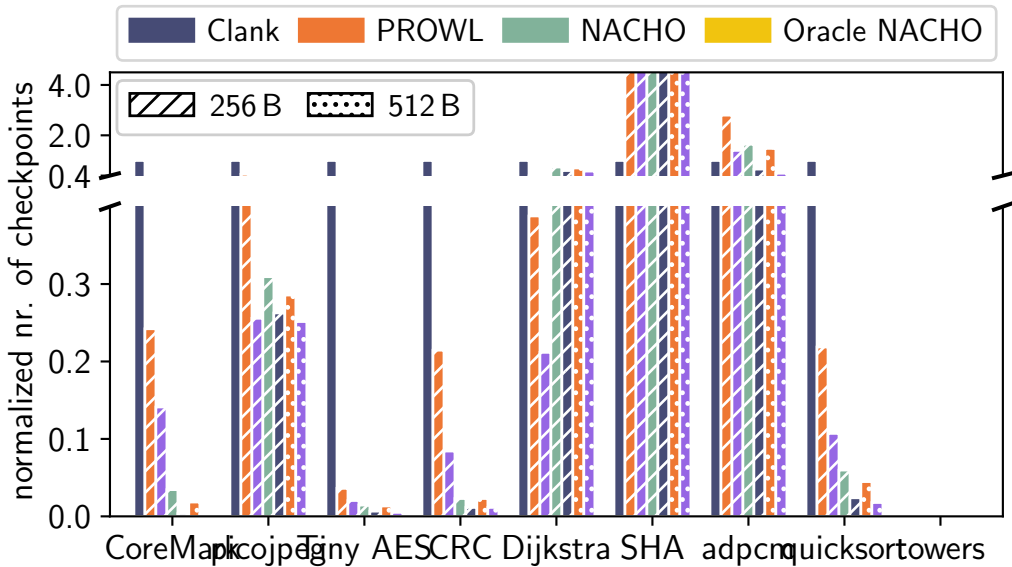 Clank PROWL NACHO Oracle NACHO
256 B 512 B
normalized nr. of checkpoints
4.0
2.0
0.4
0.3
0.2
0.1
0.0
CoreMark picojpeg Tiny AES CRC Dijkstra SHA adpcm quicksort towers